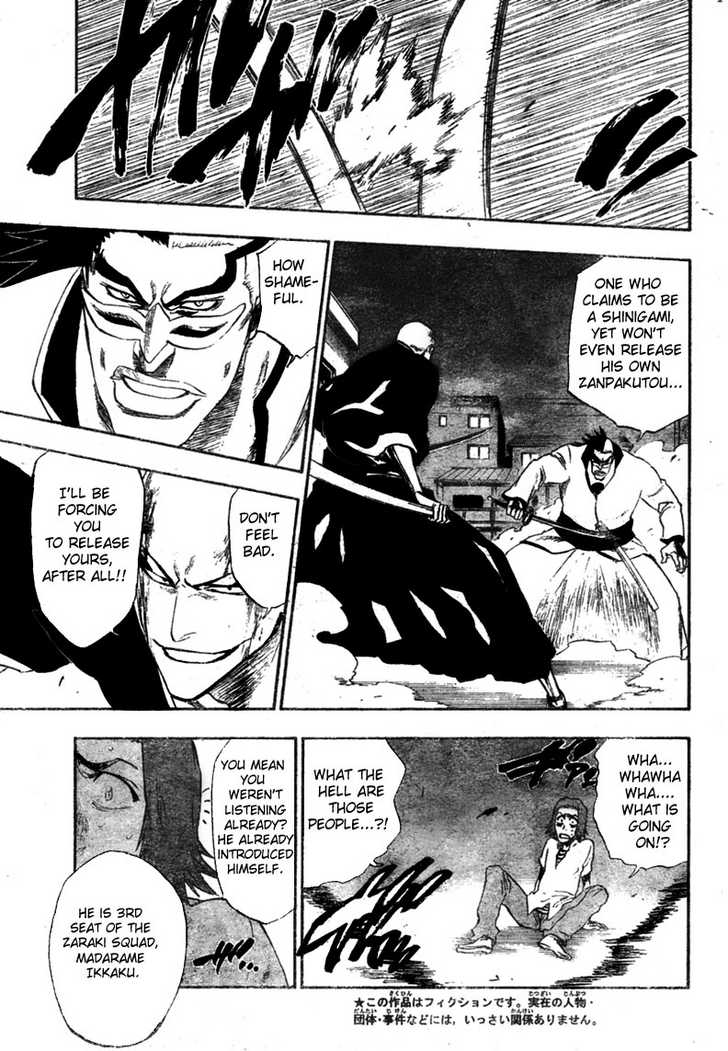 ONE WHO
CLAIMS TO BE
A SHINIGAMI,
YET WON'T
EVEN RELEASE
HIS OWN
ZANPAKUTOU...
HOW
SHAME-
FUL.
DON'T
FEEL
BAD.
I'LL BE
FORCING
YOU
TO RELEASE
YOURS,
AFTER ALL!!
WHA...
WHAWHA
WHA....
WHAT IS
GOING
ON!?
WHAT THE
HELL ARE
THOSE
PEOPLE...?!
YOU MEAN
YOU
WEREN'T
LISTENING
ALREADY?
HE ALREADY
INTRODUCED
HIMSELF.
HE IS 3RD
SEAT OF THE
ZARAKI SQUAD,
MADARAME
IKKAKU.
★この作品はフィクションです。実在の人物・
団体・事件などには、いっさい関係ありません。